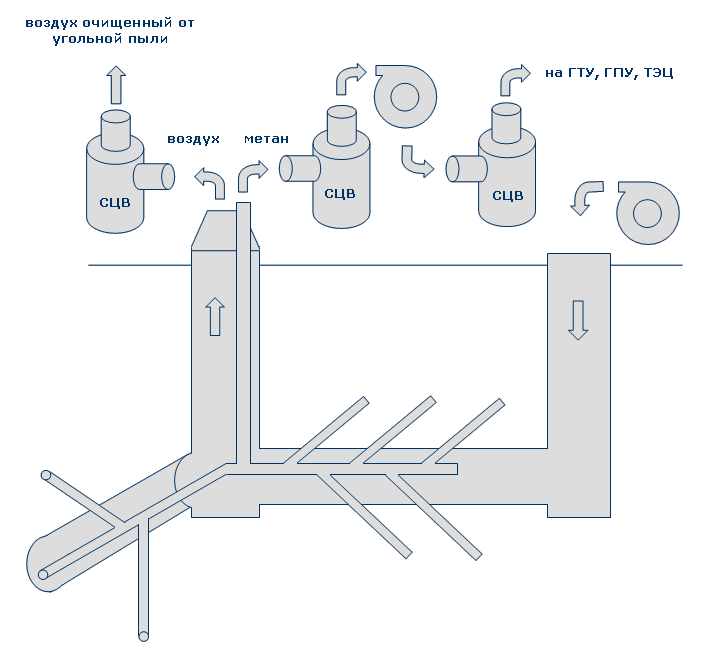 воздух очищенный от
угольной пыли
на ГТУ, ГПУ, ТЭЦ
воздух
метан
СЦВ
СЦВ
СЦВ